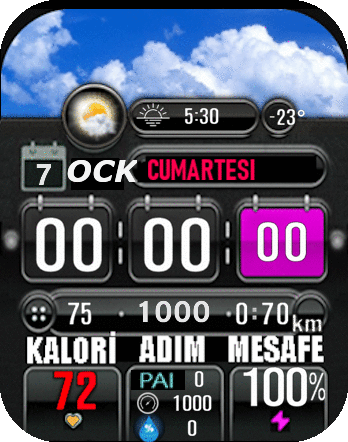 5:30 -23°
7 OCK CUMARTESI
00 00 00
75 • 1000 • 0:70 km
KALORİ ADIM MESAFE
72 PAI 0 100%
1000
0